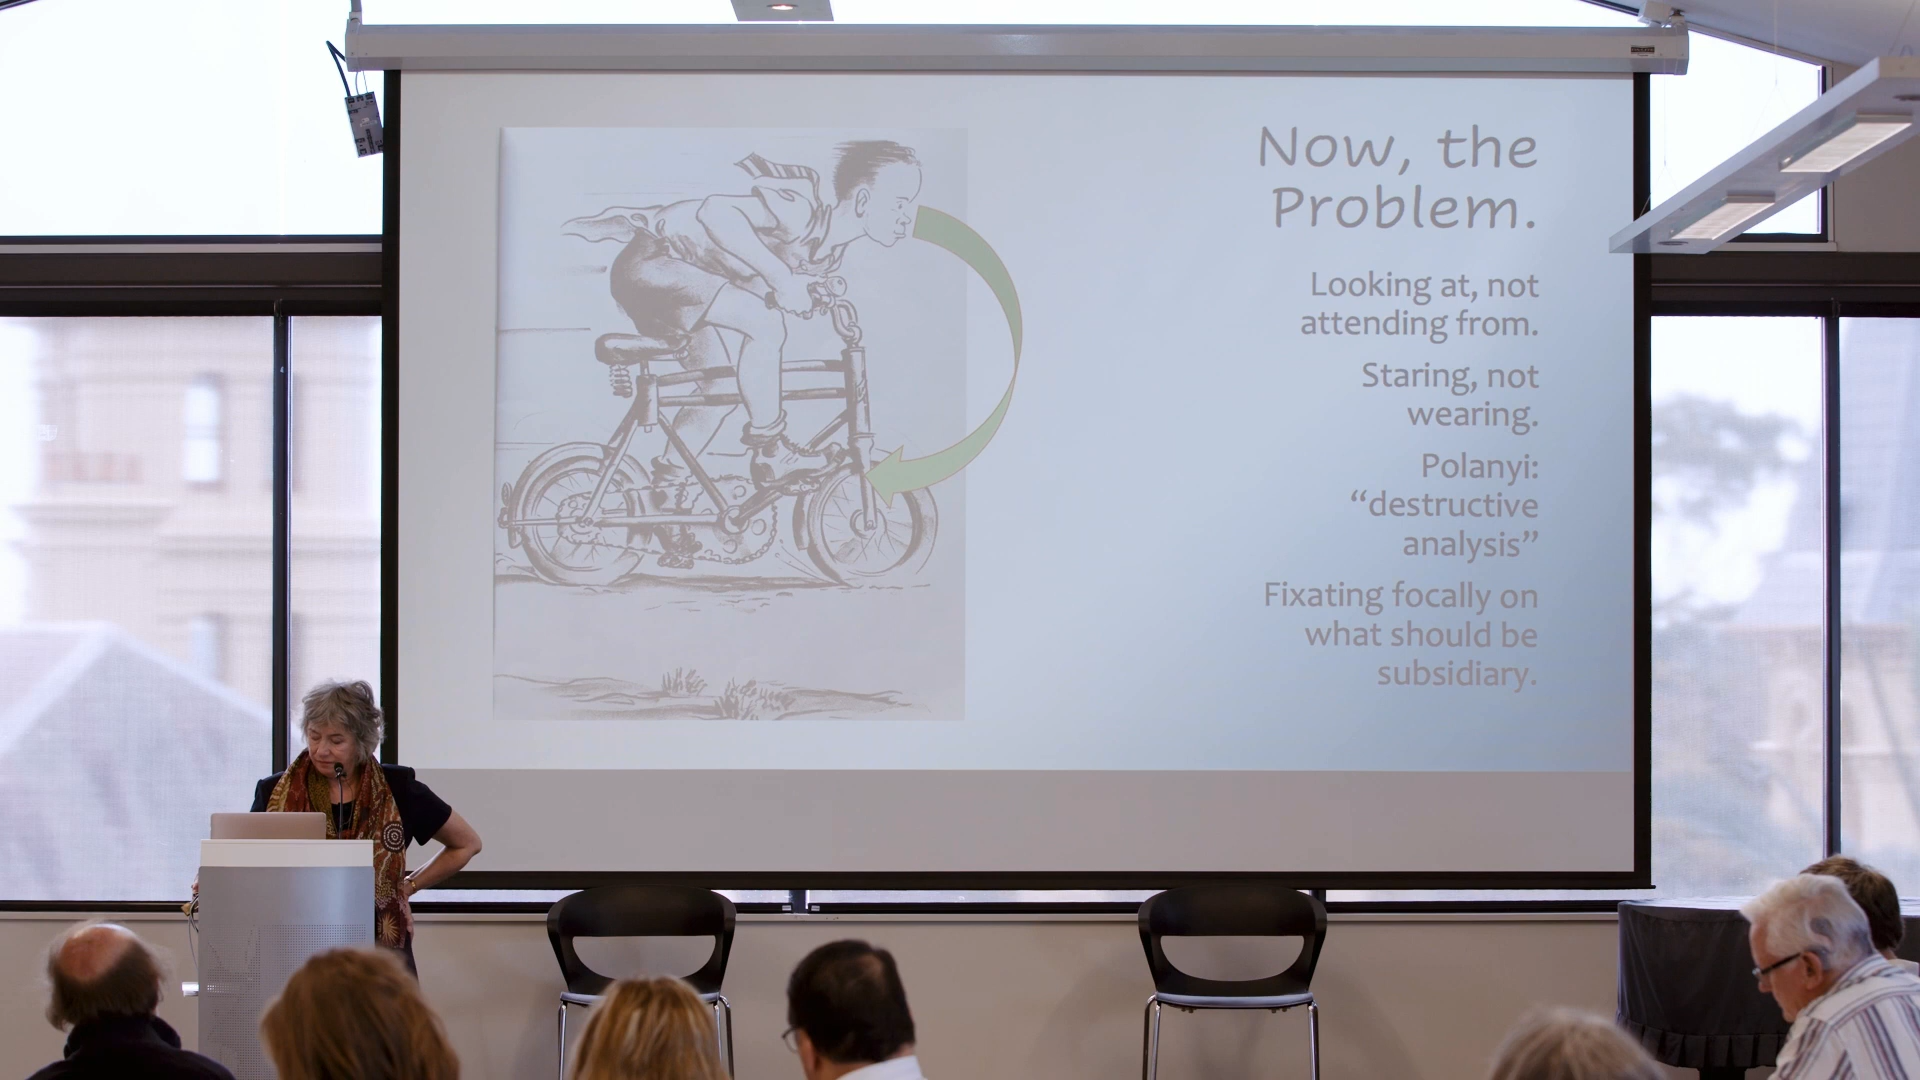 Now, the
Problem.
Looking at, not
attending from.
Staring, not
wearing.
Polanyi:
“destructive
analysis”
Fixating focally on
what should be
subsidiary.